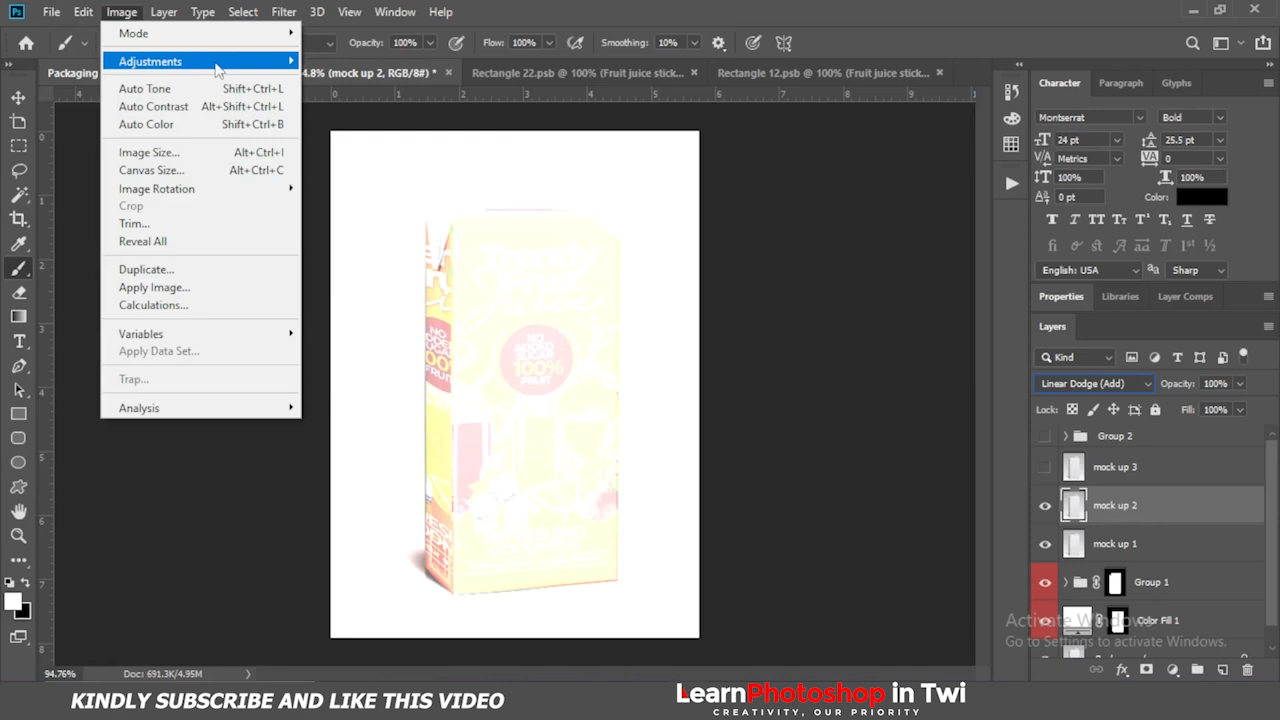 File Edit Image Layer Type Select Filter 3D View Window Help
Opacity: 100% Flow: 100% Smoothing: 10%
Packaging
4.8% (mock up 2, RGB/8#) *
Rectangle 22.psb @ 100% (Fruit juice stick...
Rectangle 12.psb @ 100% (Fruit juice stick...
Mode
Adjustments
Auto Tone Shift+Ctrl+L
Auto Contrast Alt+Shift+Ctrl+L
Auto Color Shift+Ctrl+B
Image Size... Alt+Ctrl+I
Canvas Size... Alt+Ctrl+C
Image Rotation
Crop
Trim...
Reveal All
Duplicate...
Apply Image...
Calculations...
Variables
Apply Data Set...
Trap...
Analysis
NO
ADDED
SUGAR
100%
FRUIT
Character Paragraph Glyphs
Montserrat Bold
24 pt 25.5 pt
Metrics 0
100% 100%
0 pt Color:
English: USA Sharp
Properties Libraries Layer Comps
Layers
Kind
Linear Dodge (Add) Opacity: 100%
Lock: Fill: 100%
Group 2
mock up 3
mock up 2
mock up 1
Group 1
Color Fill 1
Activate Windows
Go to Settings to activate Windows.
94.76% Doc: 691.3K/4.95M
KINDLY SUBSCRIBE AND LIKE THIS VIDEO
LearnPhotoshop in Twi
CREATIVITY, OUR PRIORITY